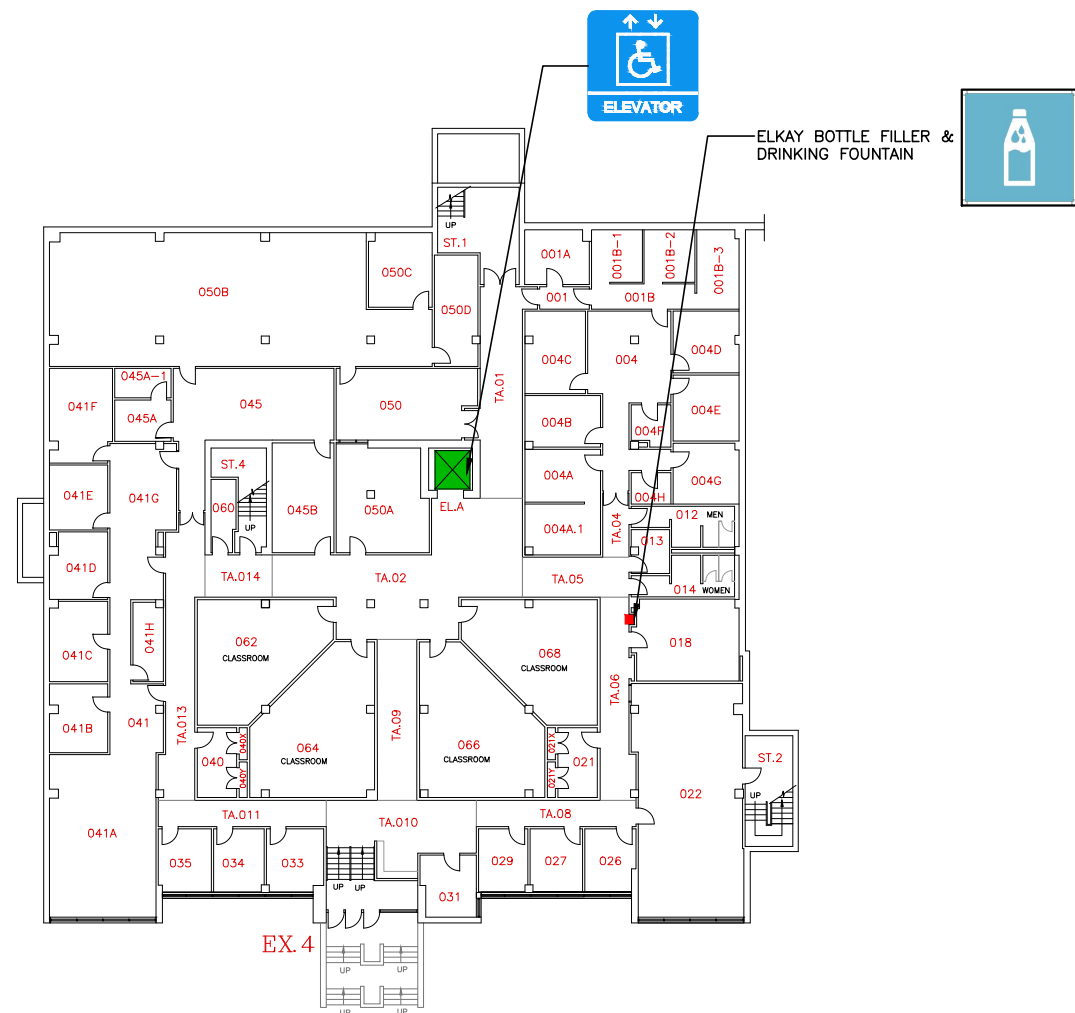 ELEVATOR
ELKAY BOTTLE FILLER &
DRINKING FOUNTAIN
UP
ST.1
001A
001B-1
001B-2
001B-3
050C
050B
050D
001
001B
004C
004
004D
TA.01
045A-1
041F
045A
045
050
004B
004F
004E
ST.4
041E
041G
060
UP
045B
050A
EL.A
004A
004H
004G
004A.1
TA.04
012
MEN
013
041D
TA.014
TA.02
TA.05
014
WOMEN
041C
041H
062
CLASSROOM
068
CLASSROOM
018
TA.06
041B
041
TA.013
TA.09
040
040X
040Y
064
CLASSROOM
066
CLASSROOM
021X
021Y
021
022
ST.2
UP
041A
TA.011
TA.010
TA.08
035
034
033
UP
UP
031
029
027
026
EX.4
UP
UP
UP
UP